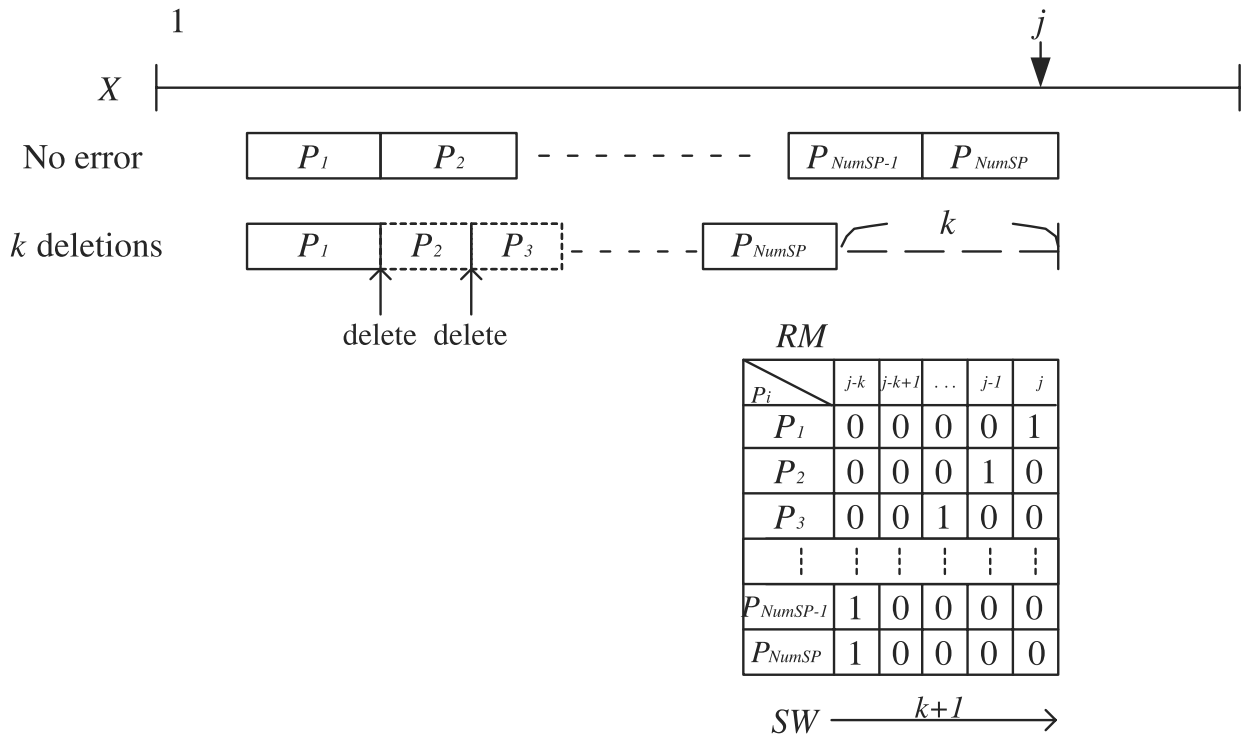 1 j
X
No error P1 P2 PNumSP-1 PNumSP
k deletions P1 P2 P3 PNumSP k
delete delete
RM
Pi j-k j-k+1 ... j-1 j
P1 0 0 0 0 1
P2 0 0 0 1 0
P3 0 0 1 0 0
PNumSP-1 1 0 0 0 0
PNumSP 1 0 0 0 0
SW k+1